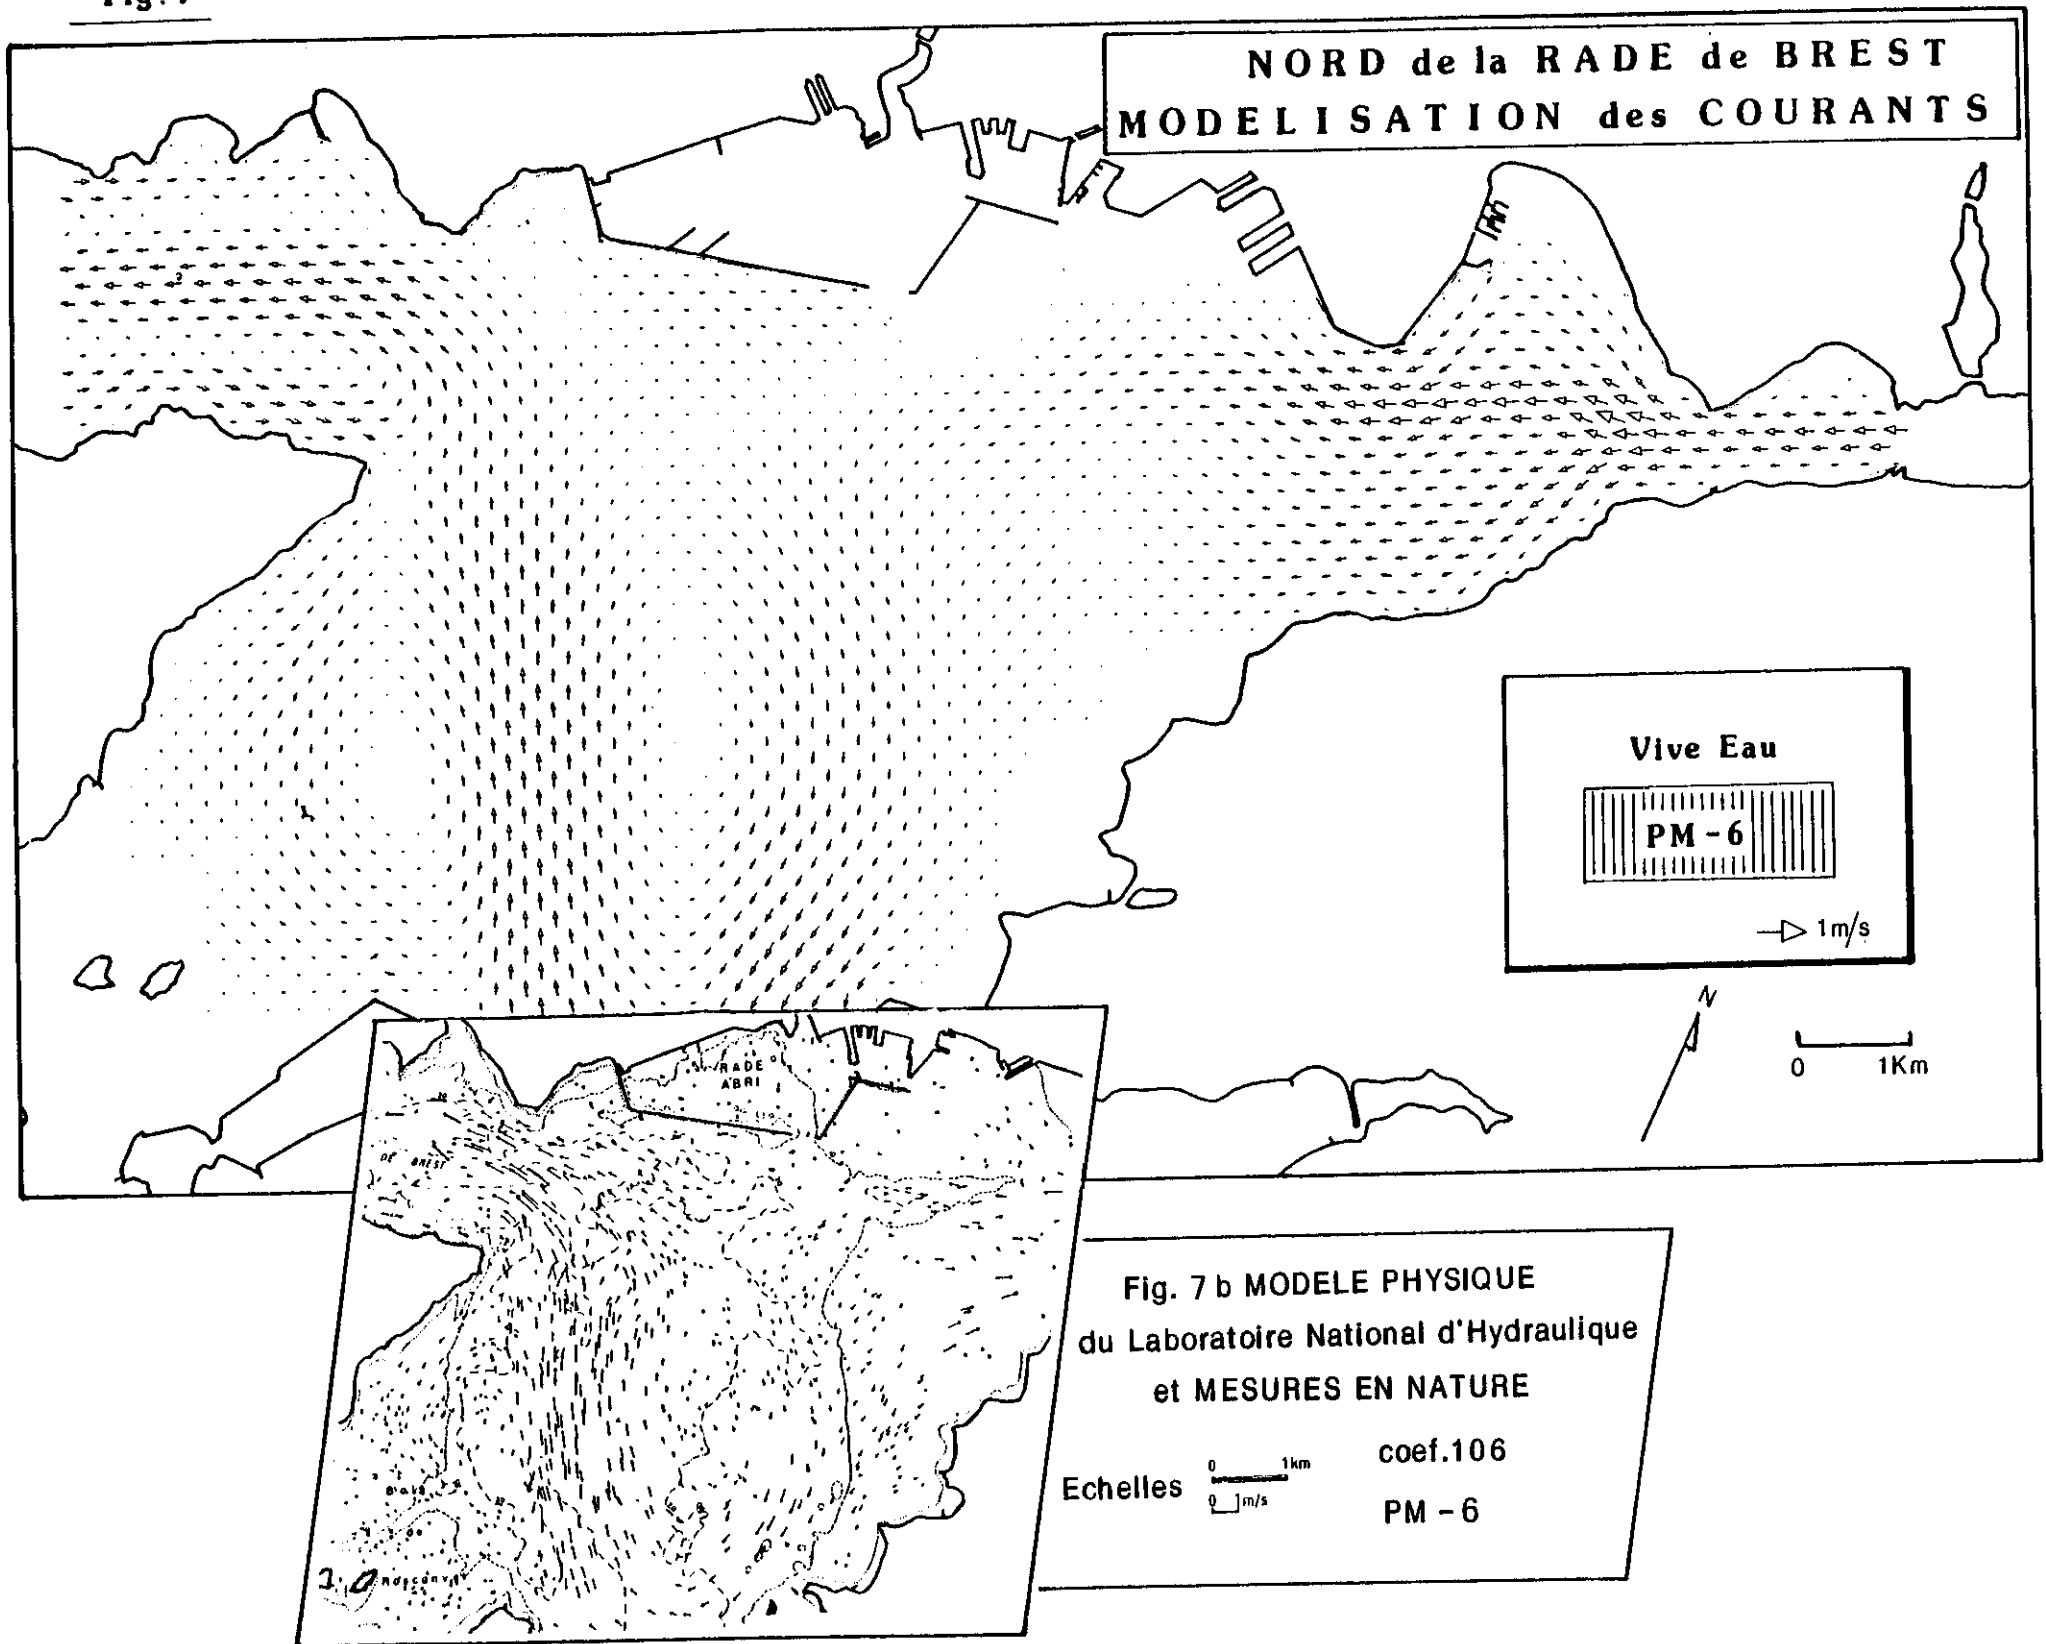 NORD de la RADE de BREST
MODELISATION des COURANTS
Vive Eau
PM - 6
1m/s
N
0 1Km
RADE
ABRI
DE BREST
Fig. 7 b MODELE PHYSIQUE
du Laboratoire National d'Hydraulique
et MESURES EN NATURE
Echelles
0 1km
0 1m/s
coef.106
PM - 6